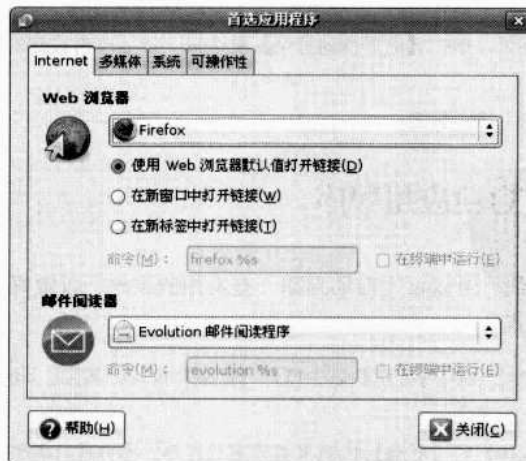 首选应用程序
Internet 多媒体 系统 可操作性
Web 浏览器
Firefox
使用 Web 浏览器默认值打开链接(D)
在新窗口中打开链接(W)
在新标签中打开链接(T)
命令(M)： firefox %s 在终端中运行(E)
邮件阅读器
Evolution 邮件阅读程序
命令(M)： evolution %s 在终端中运行(E)
帮助(H) 关闭(C)